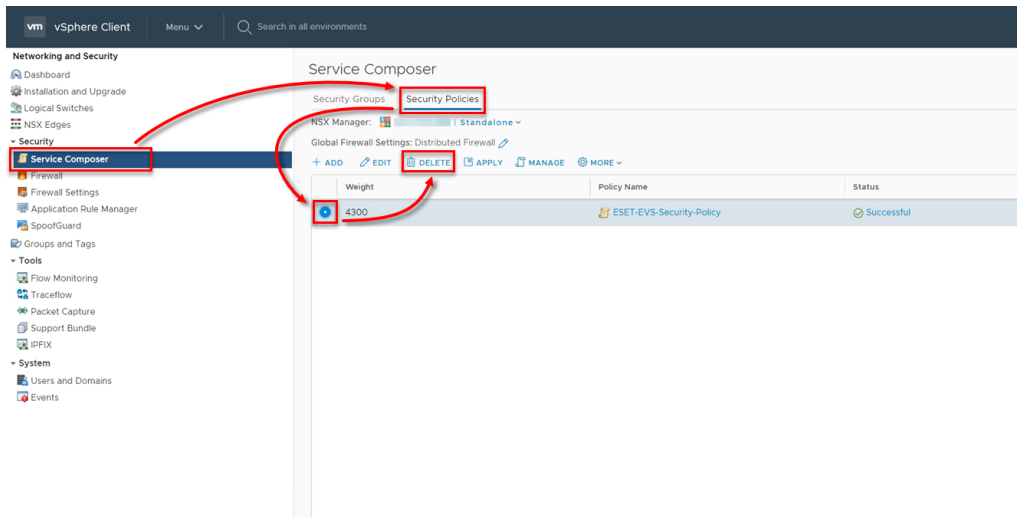 vm vSphere Client Menu Search in all environments
Networking and Security
Dashboard
Installation and Upgrade
Logical Switches
NSX Edges
Security
Service Composer
Firewall
Firewall Settings
Application Rule Manager
SpoofGuard
Groups and Tags
Tools
Flow Monitoring
Traceflow
Packet Capture
Support Bundle
IPFIX
System
Users and Domains
Events
Service Composer
Security Groups Security Policies
NSX Manager: | Standalone
Global Firewall Settings: Distributed Firewall
+ ADD EDIT DELETE APPLY MANAGE MORE
Weight Policy Name Status
4300 ESET-EVS-Security-Policy Successful